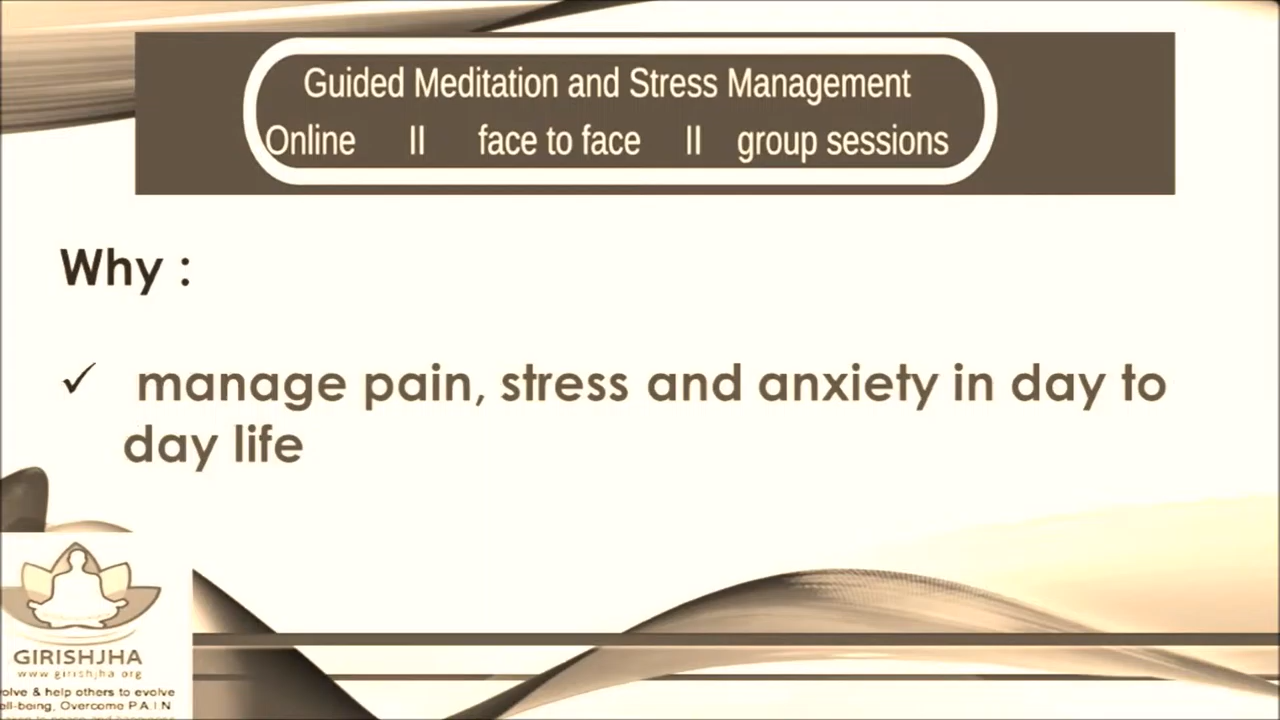 Guided Meditation and Stress Management
Online II face to face II group sessions
Why :
✓ manage pain, stress and anxiety in day to
day life
GIRISHJHA
www girishjha org
olve & help others to evolve
ell-being, Overcome P.A.I.N